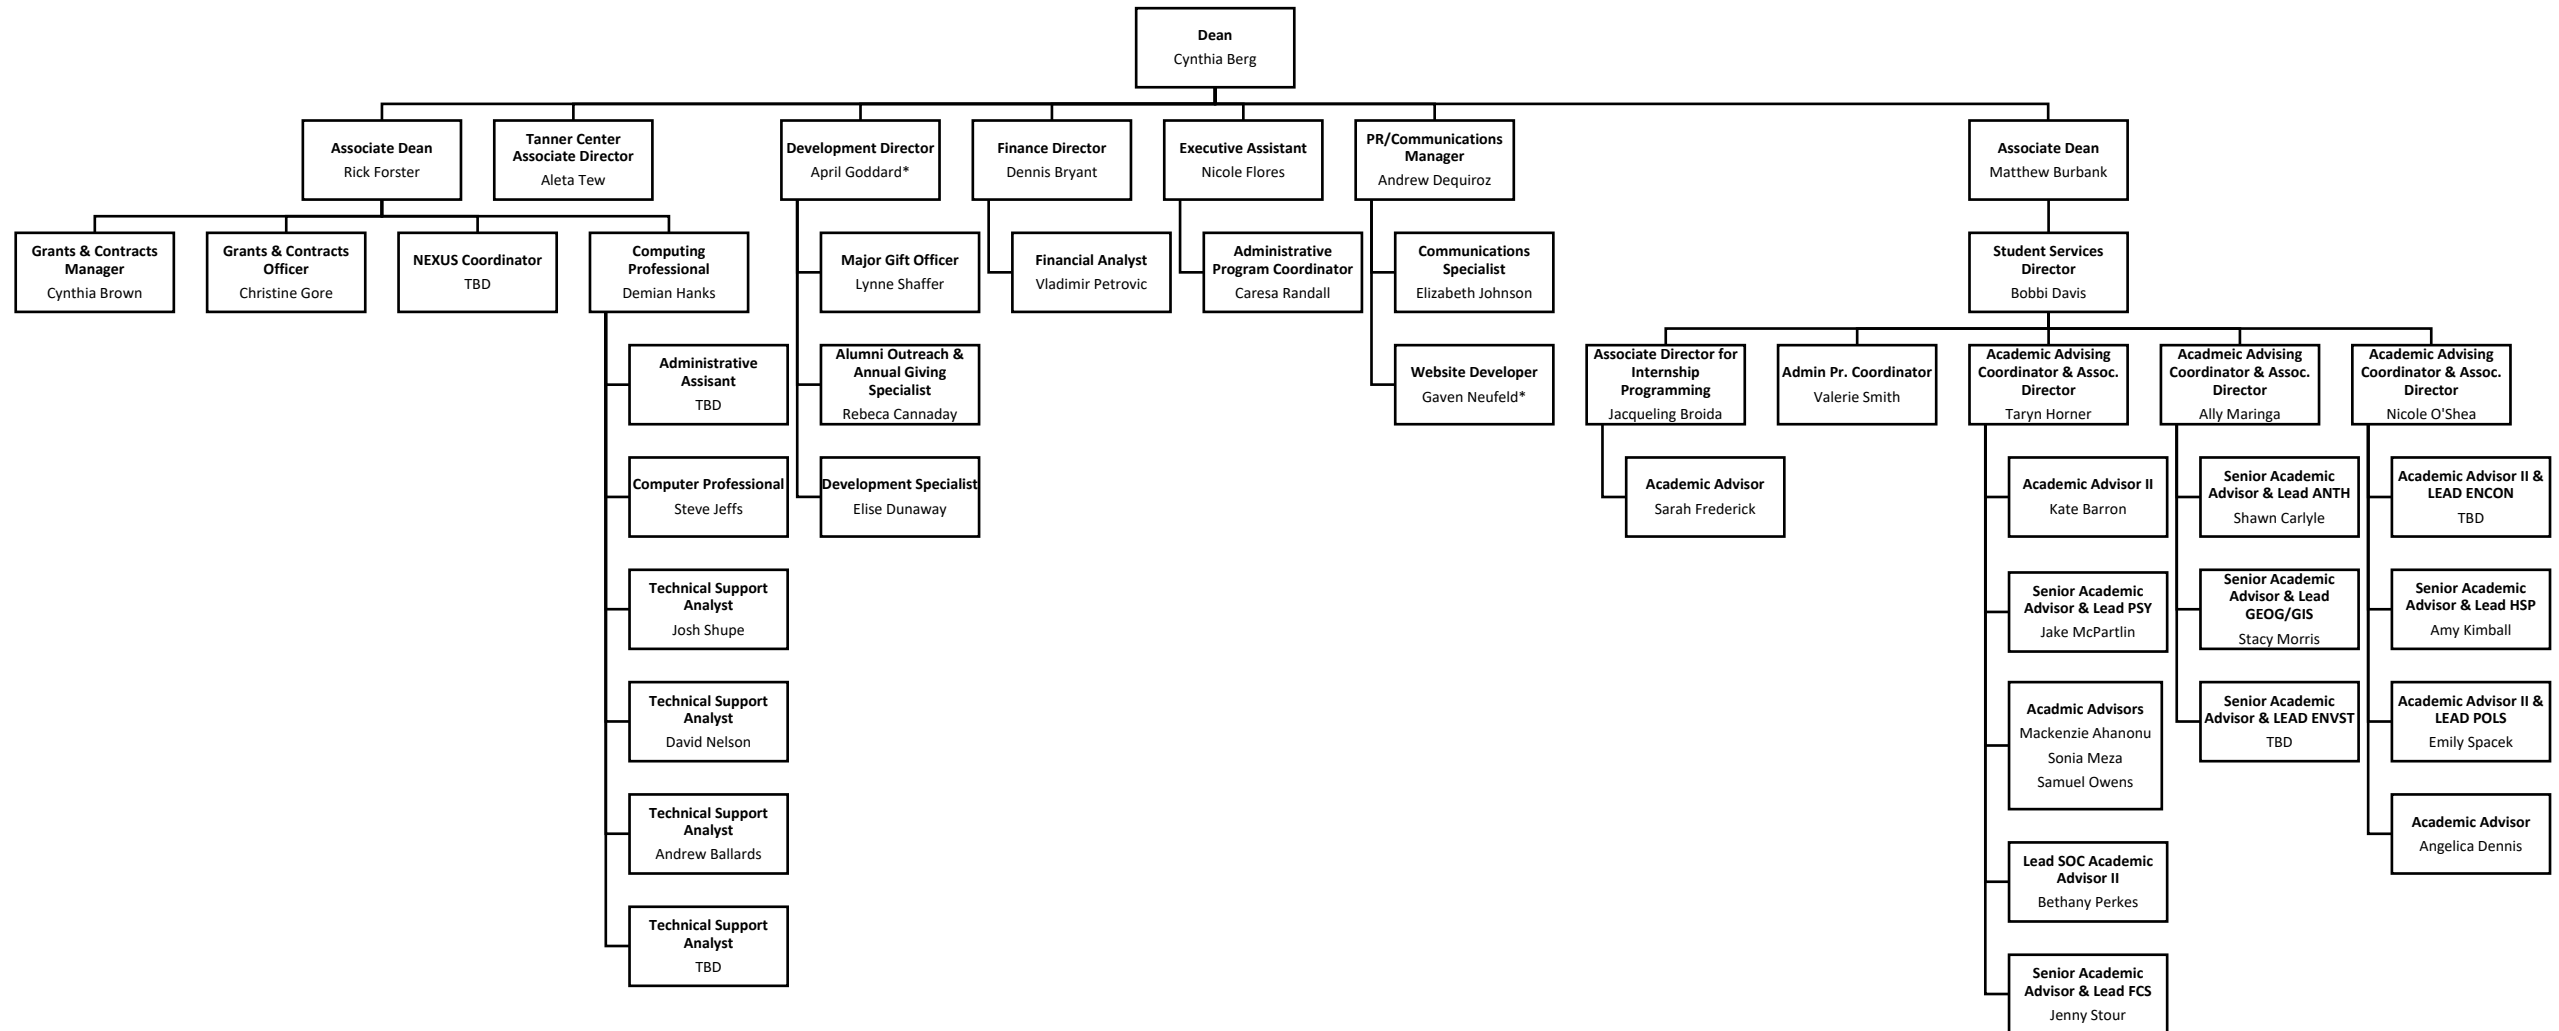 Dean
Cynthia Berg
Associate Dean
Rick Forster
Tanner Center
Associate Director
Aleta Tew
Development Director
April Goddard*
Finance Director
Dennis Bryant
Executive Assistant
Nicole Flores
PR/Communications
Manager
Andrew Dequiroz
Associate Dean
Matthew Burbank
Grants & Contracts
Manager
Cynthia Brown
Grants & Contracts
Officer
Christine Gore
NEXUS Coordinator
TBD
Computing
Professional
Demian Hanks
Major Gift Officer
Lynne Shaffer
Financial Analyst
Vladimir Petrovic
Administrative
Program Coordinator
Caresa Randall
Communications
Specialist
Elizabeth Johnson
Student Services
Director
Bobbi Davis
Administrative
Assisant
TBD
Alumni Outreach &
Annual Giving
Specialist
Rebeca Cannaday
Website Developer
Gaven Neufeld*
Associate Director for
Internship
Programming
Jacqueling Broida
Admin Pr. Coordinator
Valerie Smith
Academic Advising
Coordinator & Assoc.
Director
Taryn Horner
Acadmeic Advising
Coordinator & Assoc.
Director
Ally Maringa
Academic Advising
Coordinator & Assoc.
Director
Nicole O'Shea
Computer Professional
Steve Jeffs
Development Specialist
Elise Dunaway
Academic Advisor
Sarah Frederick
Academic Advisor II
Kate Barron
Senior Academic
Advisor & Lead ANTH
Shawn Carlyle
Academic Advisor II &
LEAD ENCON
TBD
Technical Support
Analyst
Josh Shupe
Senior Academic
Advisor & Lead PSY
Jake McPartlin
Senior Academic
Advisor & Lead
GEOG/GIS
Stacy Morris
Senior Academic
Advisor & Lead HSP
Amy Kimball
Technical Support
Analyst
David Nelson
Acadmic Advisors
Mackenzie Ahanonu
Sonia Meza
Samuel Owens
Senior Academic
Advisor & LEAD ENVST
TBD
Academic Advisor II &
LEAD POLS
Emily Spacek
Technical Support
Analyst
Andrew Ballards
Academic Advisor
Angelica Dennis
Lead SOC Academic
Advisor II
Bethany Perkes
Technical Support
Analyst
TBD
Senior Academic
Advisor & Lead FCS
Jenny Stour